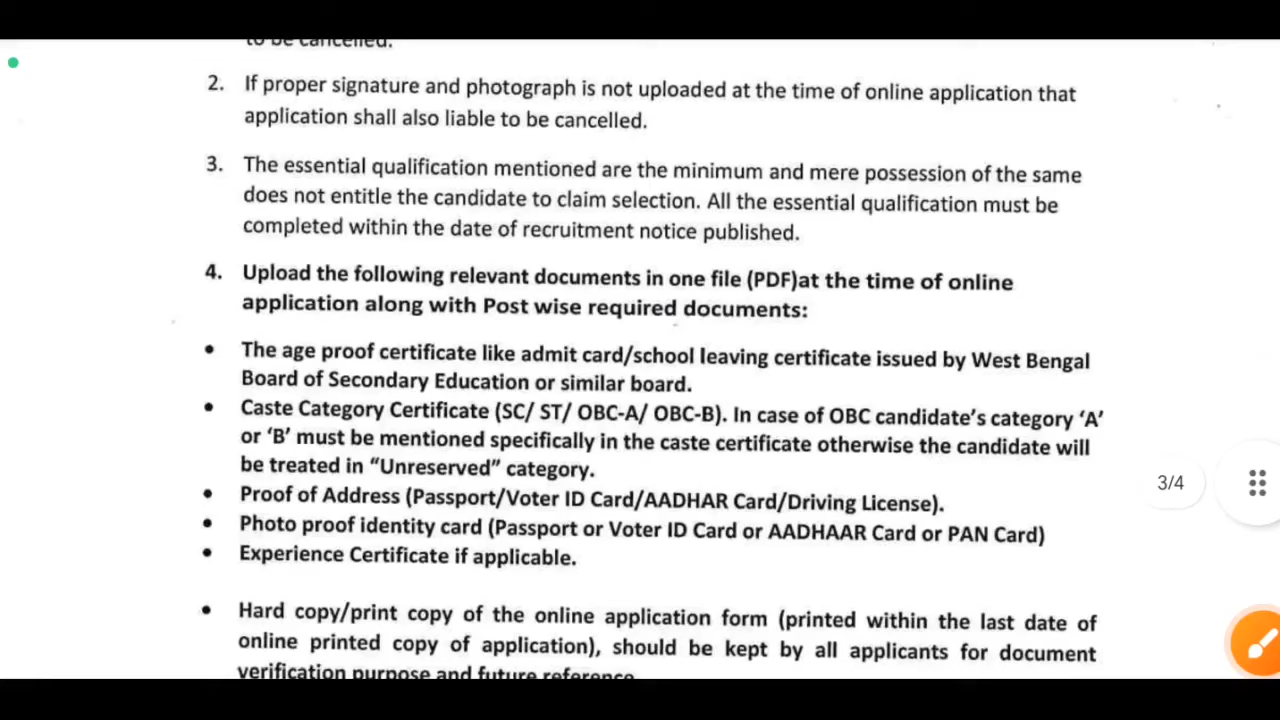 to be cancelled.
2. If proper signature and photograph is not uploaded at the time of online application that
application shall also liable to be cancelled.
3. The essential qualification mentioned are the minimum and mere possession of the same
does not entitle the candidate to claim selection. All the essential qualification must be
completed within the date of recruitment notice published.
4. Upload the following relevant documents in one file (PDF)at the time of online
application along with Post wise required documents:
• The age proof certificate like admit card/school leaving certificate issued by West Bengal
Board of Secondary Education or similar board.
• Caste Category Certificate (SC/ ST/ OBC-A/ OBC-B). In case of OBC candidate's category 'A'
or 'B' must be mentioned specifically in the caste certificate otherwise the candidate will
be treated in "Unreserved" category.
• Proof of Address (Passport/Voter ID Card/AADHAR Card/Driving License).
• Photo proof identity card (Passport or Voter ID Card or AADHAAR Card or PAN Card)
• Experience Certificate if applicable.
• Hard copy/print copy of the online application form (printed within the last date of
online printed copy of application), should be kept by all applicants for document
verification purpose and future reference.
3/4